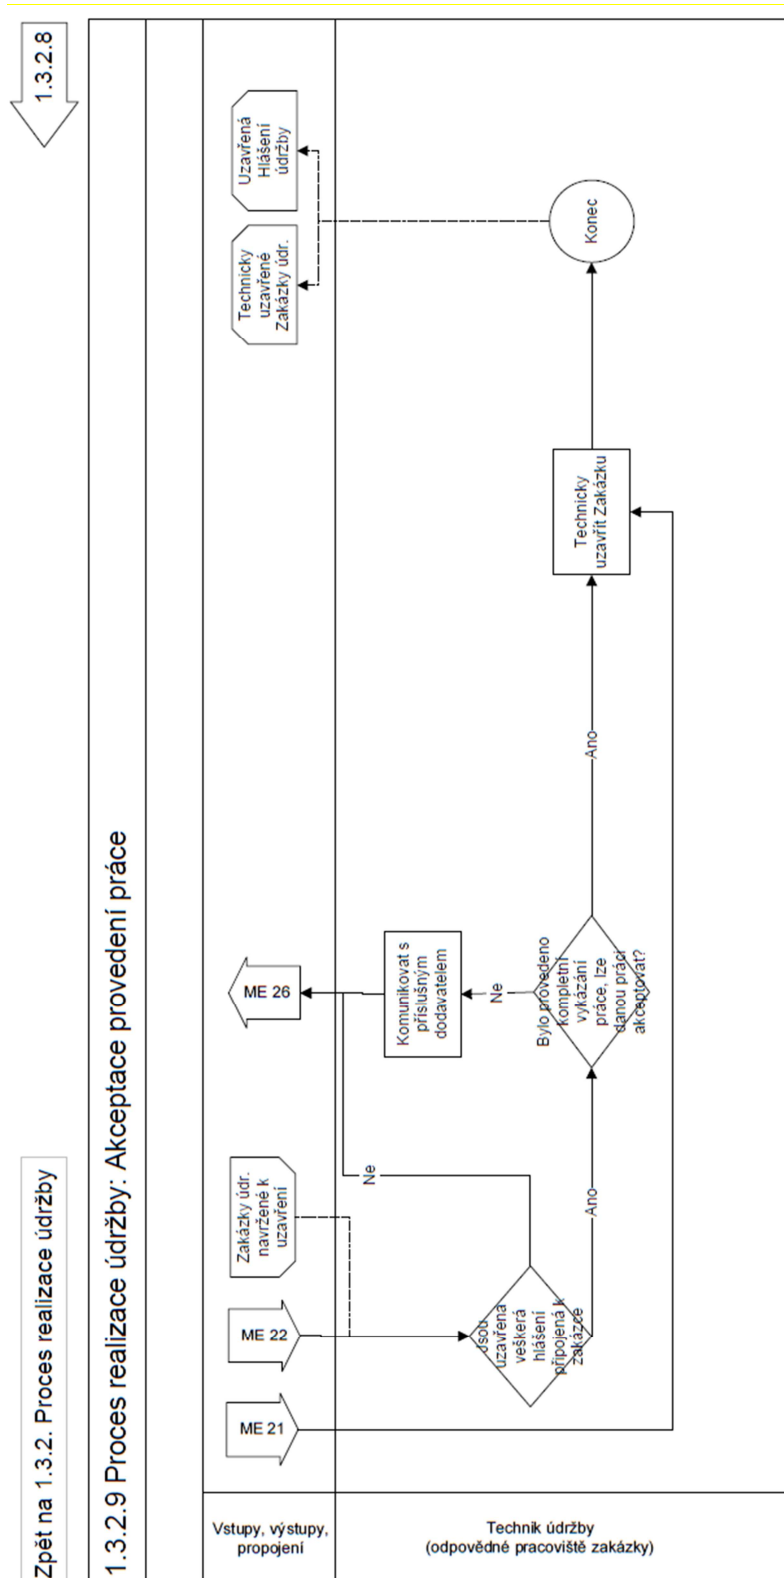 Zpět na 1.3.2. Proces realizace údržby
1.3.2.8
1.3.2.9 Proces realizace údržby: Akceptace provedení práce
Vstupy, výstupy,
propojení
ME 21
ME 22
Zakázky údr.
navržené k
uzavření
ME 26
Technicky
uzavřené
Zakázky údr.
Uzavřená
Hlášení
údržby
Technik údržby
(odpovědné pracoviště zakázky)
Jsou
uzavřena
veškerá
hlášení
připojená k
zakázce
Ne
Ano
Komunikovat s
příslušným
dodavatelem
Ne
Bylo provedeno
kompletní
vykázání
práce, lze
danou práci
akceptovat?
Ano
Technicky
uzavřít Zakázku
Konec